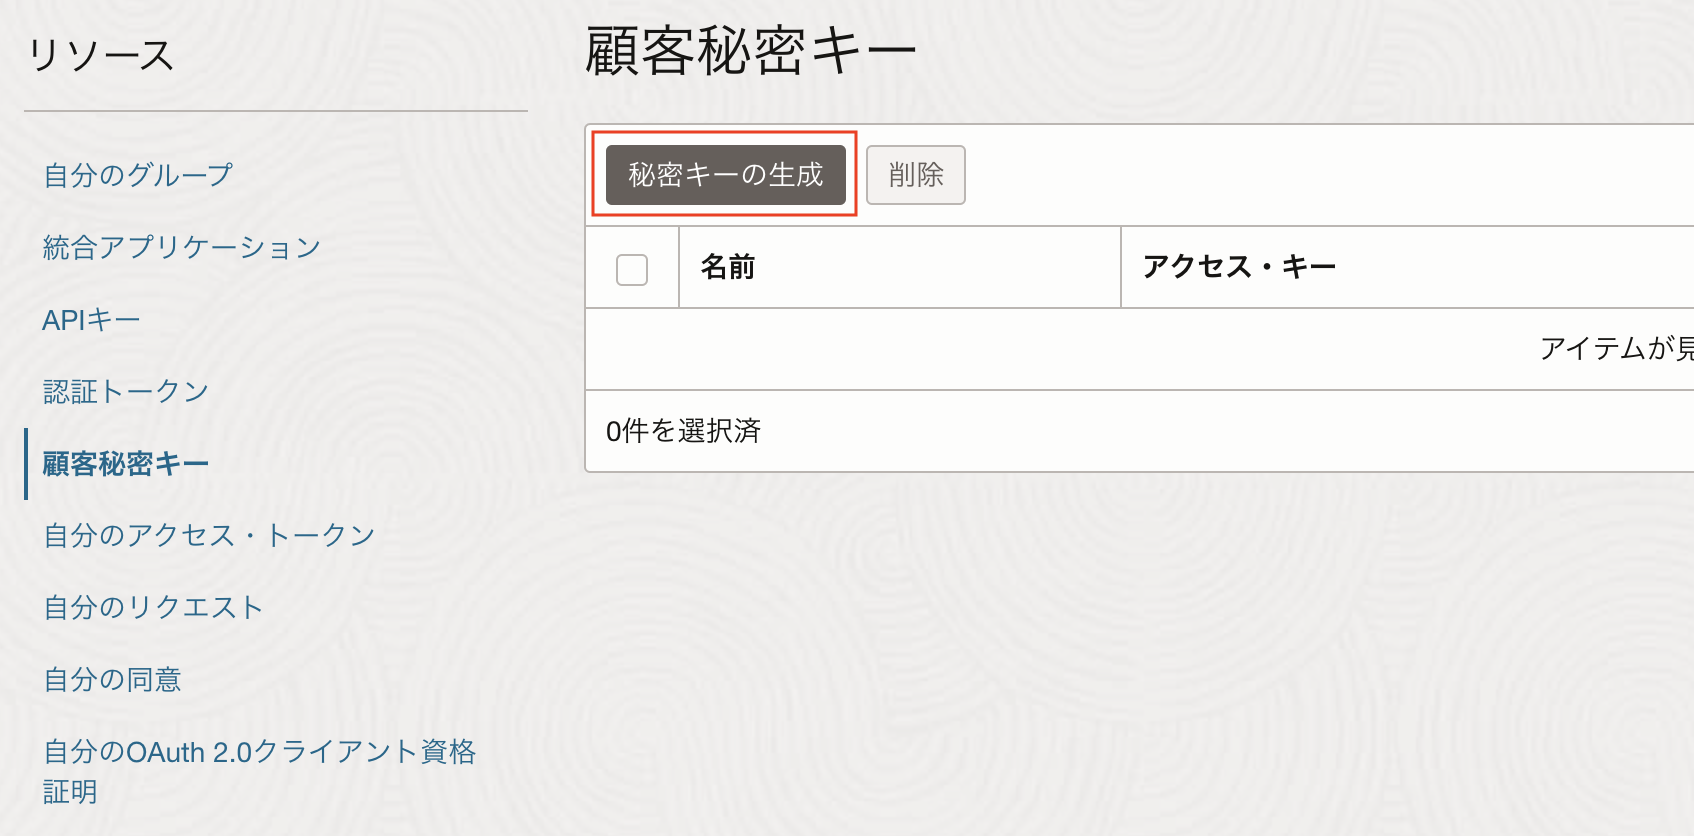 リソース
自分のグループ
統合アプリケーション
APIキー
認証トークン
顧客秘密キー
自分のアクセス・トークン
自分のリクエスト
自分の同意
自分のOAuth 2.0クライアント資格
証明
顧客秘密キー
秘密キーの生成 削除
名前 アクセス・キー
アイテムが見
0件を選択済